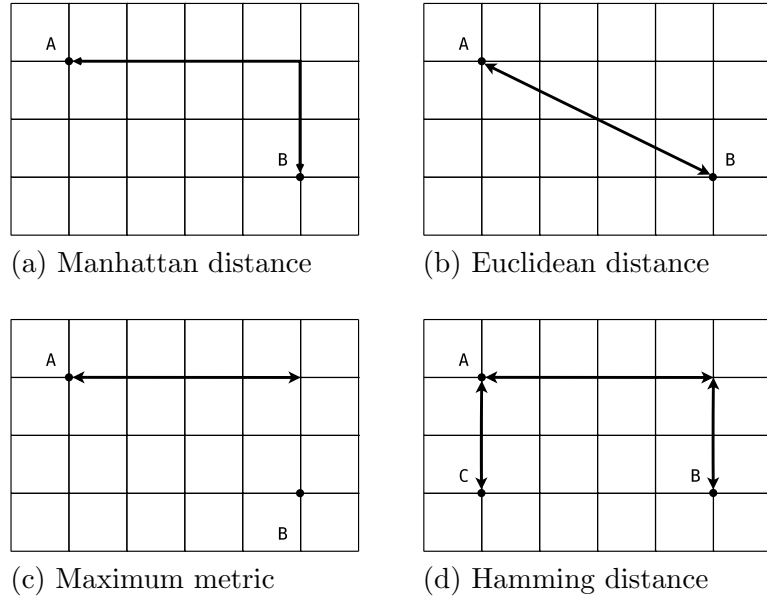 A
B
(a) Manhattan distance
A
B
(b) Euclidean distance
A
B
(c) Maximum metric
A
C
B
(d) Hamming distance